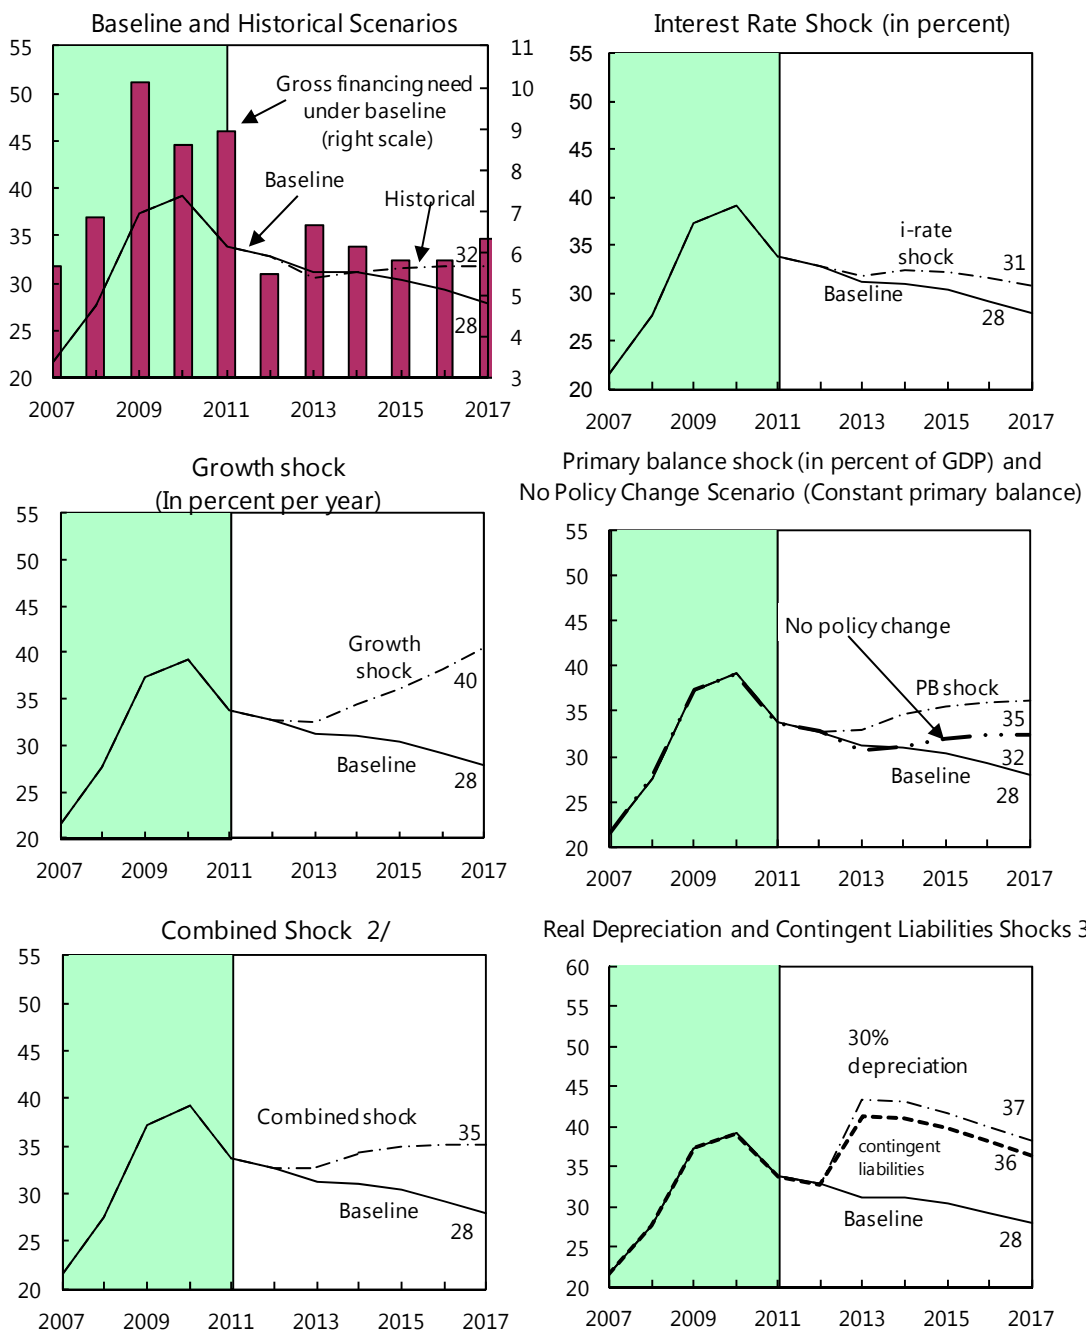 Baseline and Historical Scenarios
55
50
45
40
35
30
25
20
11
10
9
8
7
6
5
4
3
Gross financing need
under baseline
(right scale)
Baseline
Historical
32
28
2007 2009 2011 2013 2015 2017
Interest Rate Shock (in percent)
55
50
45
40
35
30
25
20
i-rate
shock
31
Baseline
28
2007 2009 2011 2013 2015 2017
Growth shock
(In percent per year)
55
50
45
40
35
30
25
20
Growth
shock
40
Baseline
28
2007 2009 2011 2013 2015 2017
Primary balance shock (in percent of GDP) and
No Policy Change Scenario (Constant primary balance)
55
50
45
40
35
30
25
20
No policy change
PB shock
35
32
Baseline
28
2007 2009 2011 2013 2015 2017
Combined Shock 2/
55
50
45
40
35
30
25
20
Combined shock
35
Baseline
28
2007 2009 2011 2013 2015 2017
Real Depreciation and Contingent Liabilities Shocks 3
60
55
50
45
40
35
30
25
20
30%
depreciation
37
contingent
liabilities
36
Baseline
28
2007 2009 2011 2013 2015 2017